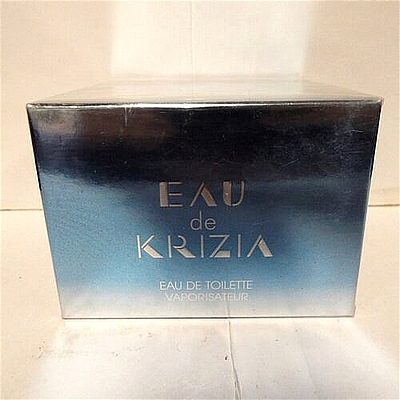 EAU
de
KRIZIA
EAU DE TOILETTE
VAPORISATEUR